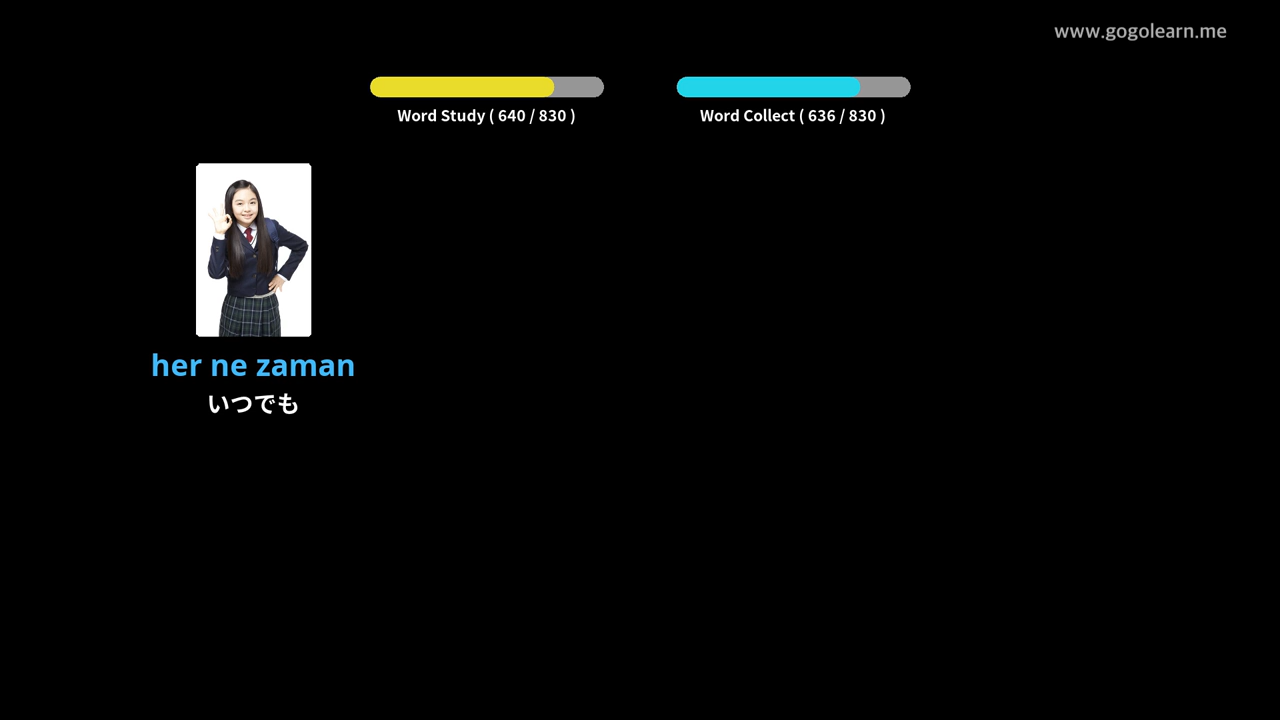 www.gogolearn.me
Word Study ( 640 / 830 )
Word Collect ( 636 / 830 )
her ne zaman
いつでも